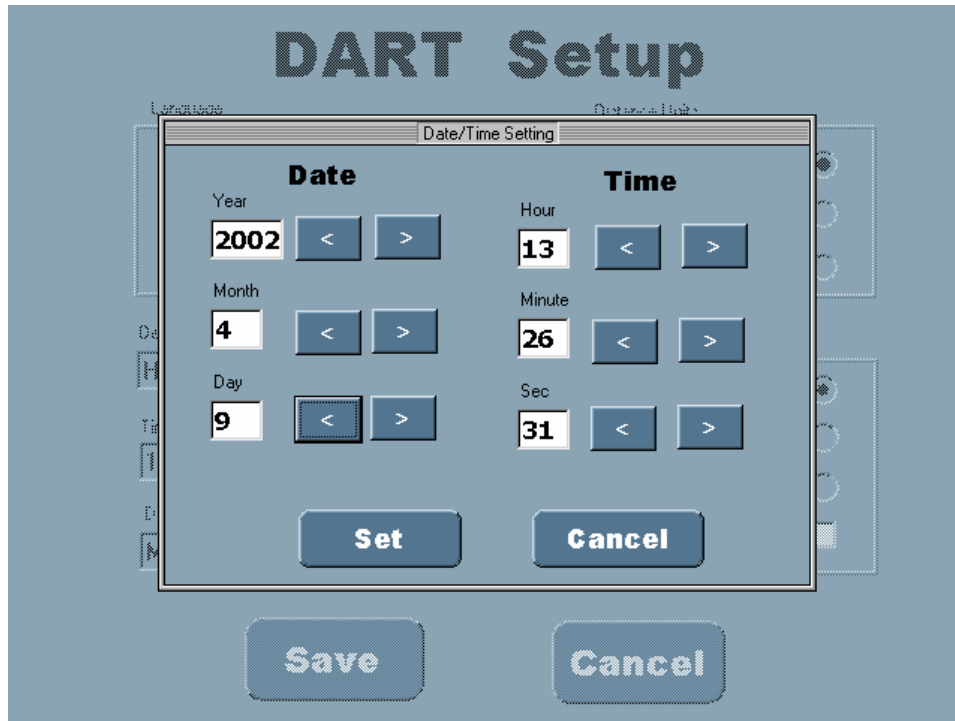 DART Setup
Language
Date/Time Setting
Date
Time
Year
2002 < >
Hour
13 < >
Month
4 < >
Minute
26 < >
Day
9 < >
Sec
31 < >
Set Cancel
Save Cancel